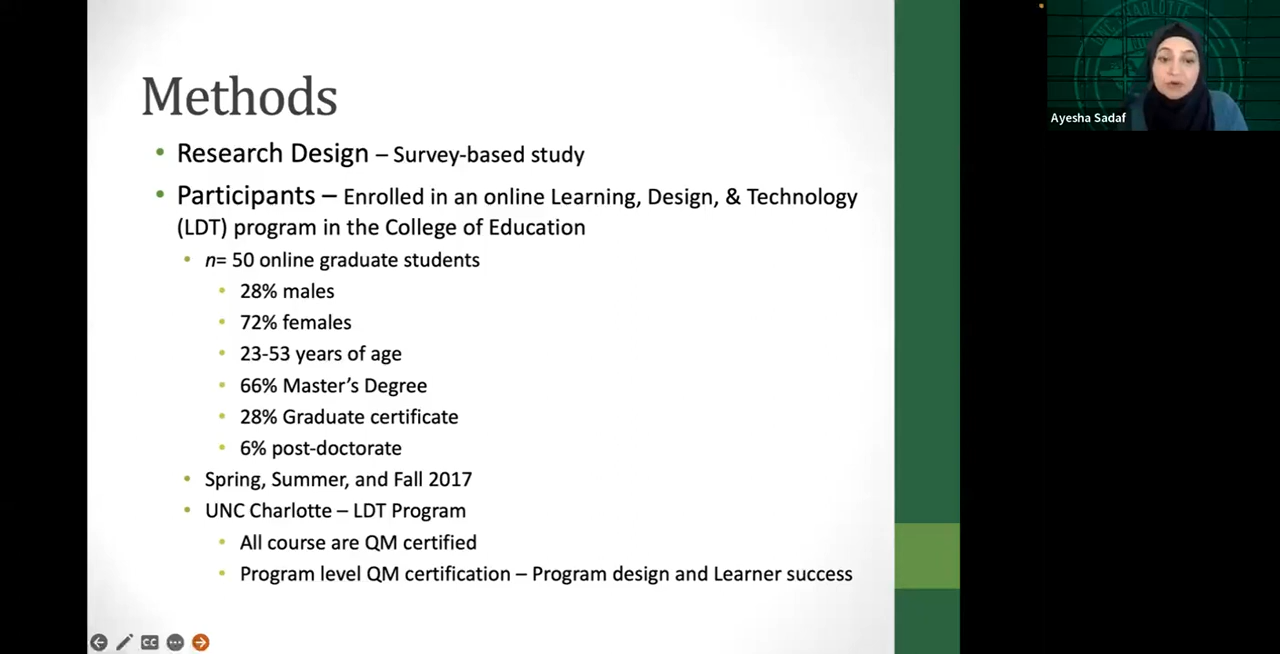 Methods
• Research Design – Survey-based study
• Participants – Enrolled in an online Learning, Design, & Technology
(LDT) program in the College of Education
• n= 50 online graduate students
• 28% males
• 72% females
• 23-53 years of age
• 66% Master's Degree
• 28% Graduate certificate
• 6% post-doctorate
• Spring, Summer, and Fall 2017
• UNC Charlotte – LDT Program
• All course are QM certified
• Program level QM certification – Program design and Learner success
CC
UNC CHARLOTTE
Ayesha Sadaf